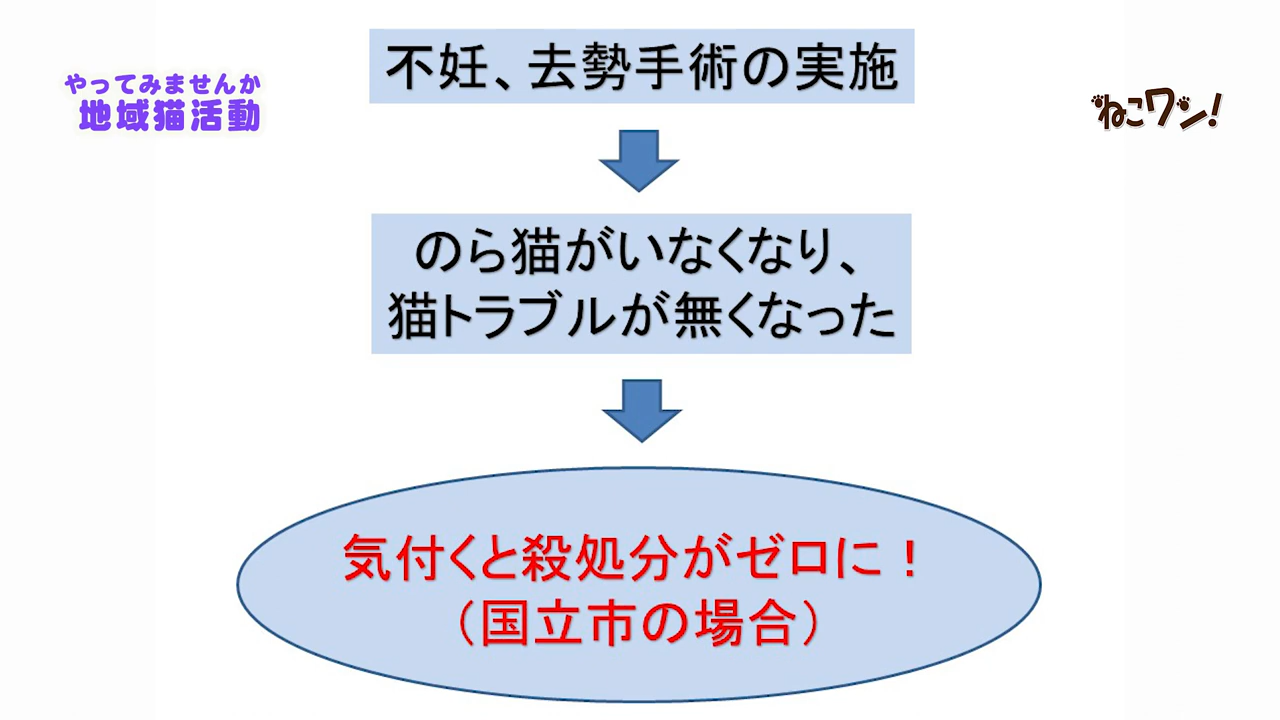 やってみませんか
地域猫活動
ねこワン!
不妊、去勢手術の実施
のら猫がいなくなり、
猫トラブルが無くなった
気付くと殺処分がゼロに！
（国立市の場合）